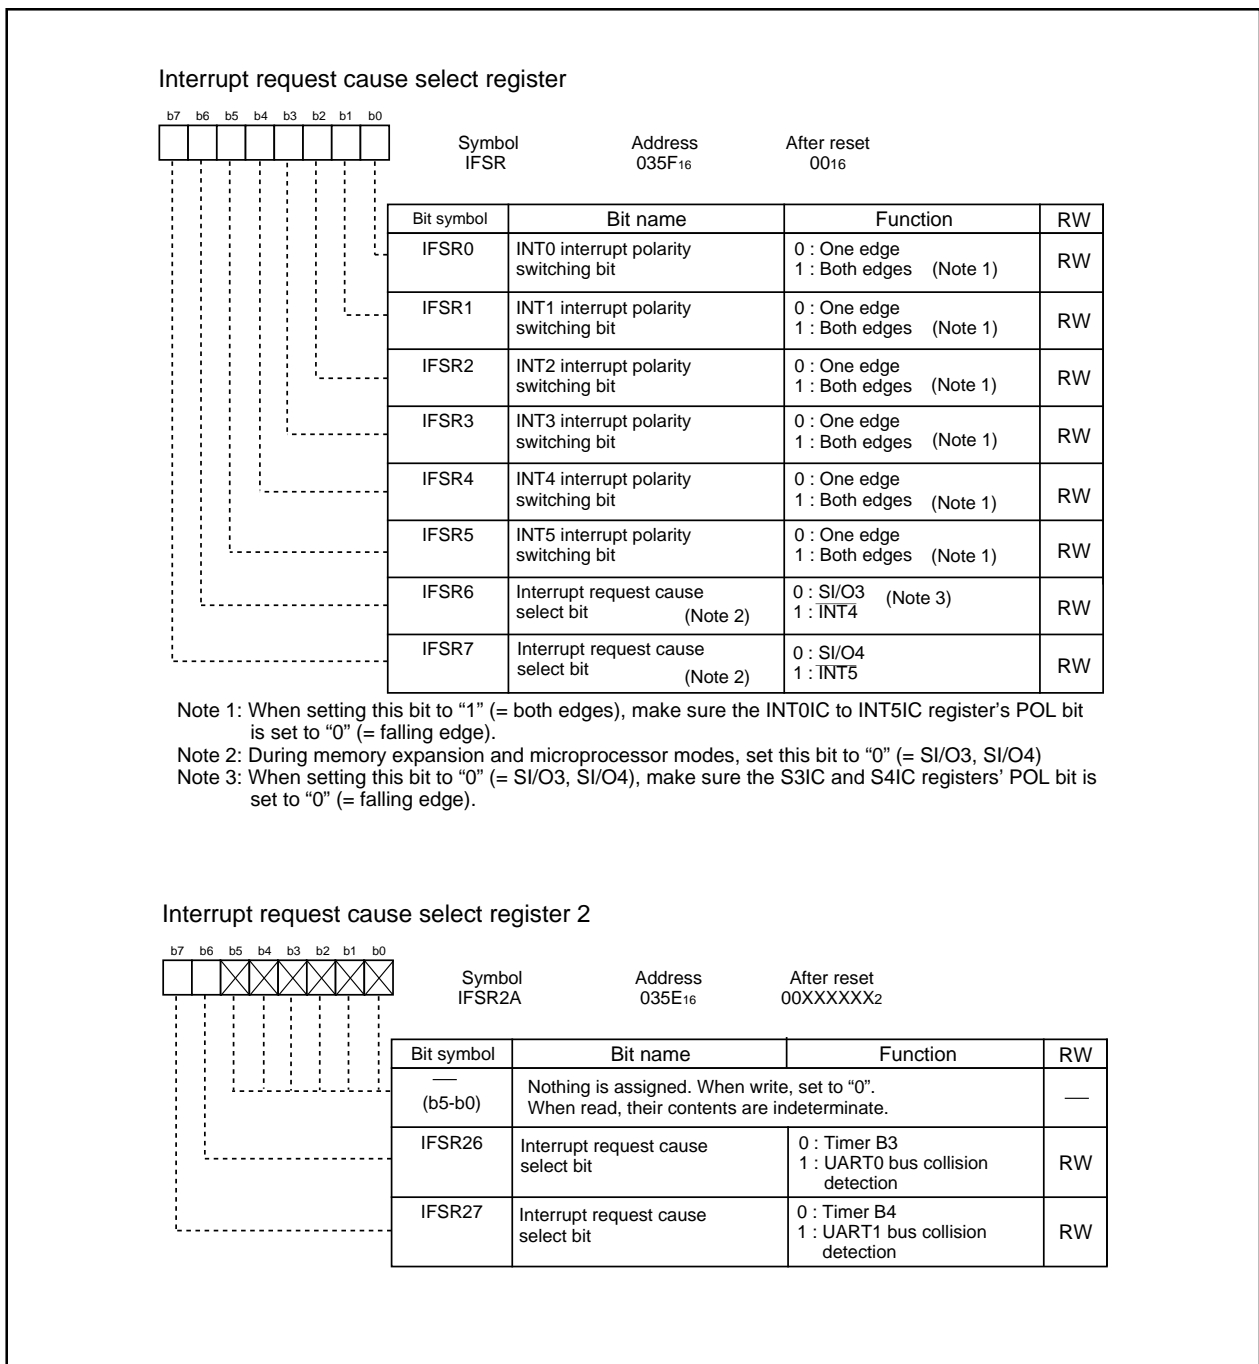 Interrupt request cause select register
b7 b6 b5 b4 b3 b2 b1 b0
Symbol Address After reset
IFSR 035F16 0016
Bit symbol Bit name Function RW
IFSR0 INT0 interrupt polarity 0 : One edge
switching bit 1 : Both edges (Note 1) RW
IFSR1 INT1 interrupt polarity 0 : One edge
switching bit 1 : Both edges (Note 1) RW
IFSR2 INT2 interrupt polarity 0 : One edge
switching bit 1 : Both edges (Note 1) RW
IFSR3 INT3 interrupt polarity 0 : One edge
switching bit 1 : Both edges (Note 1) RW
IFSR4 INT4 interrupt polarity 0 : One edge
switching bit 1 : Both edges (Note 1) RW
IFSR5 INT5 interrupt polarity 0 : One edge
switching bit 1 : Both edges (Note 1) RW
IFSR6 Interrupt request cause 0 : SI/O3 (Note 3)
select bit (Note 2) 1 : INT4 RW
IFSR7 Interrupt request cause 0 : SI/O4
select bit (Note 2) 1 : INT5 RW
Note 1: When setting this bit to “1” (= both edges), make sure the INT0IC to INT5IC register’s POL bit
is set to “0” (= falling edge).
Note 2: During memory expansion and microprocessor modes, set this bit to “0” (= SI/O3, SI/O4)
Note 3: When setting this bit to “0” (= SI/O3, SI/O4), make sure the S3IC and S4IC registers’ POL bit is
set to “0” (= falling edge).
Interrupt request cause select register 2
b7 b6 b5 b4 b3 b2 b1 b0
Symbol Address After reset
IFSR2A 035E16 00XXXXXX2
Bit symbol Bit name Function RW
— Nothing is assigned. When write, set to “0”. —
(b5-b0) When read, their contents are indeterminate.
IFSR26 Interrupt request cause 0 : Timer B3
select bit 1 : UART0 bus collision RW
detection
IFSR27 Interrupt request cause 0 : Timer B4
select bit 1 : UART1 bus collision RW
detection